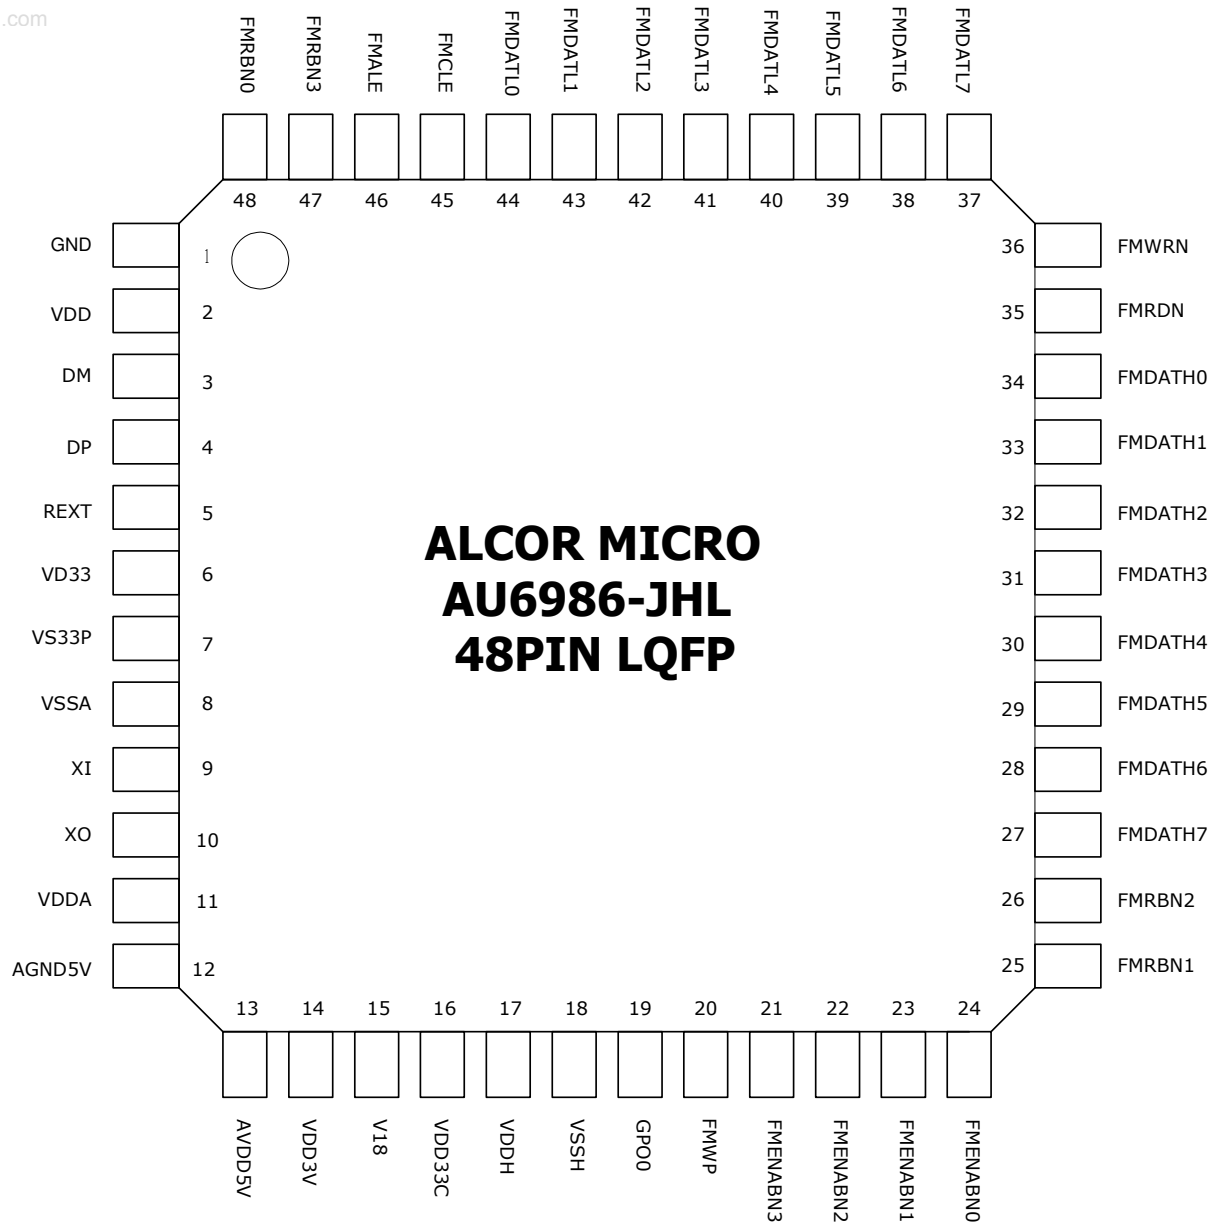 .com
FMRBN0
FMRBN3
FMALE
FMCLE
FMDATL0
FMDATL1
FMDATL2
FMDATL3
FMDATL4
FMDATL5
FMDATL6
FMDATL7
48 47 46 45 44 43 42 41 40 39 38 37
GND 1 36 FMWRN
VDD 2 35 FMRDN
DM 3 34 FMDATH0
DP 4 33 FMDATH1
REXT 5 32 FMDATH2
VD33 6 31 FMDATH3
VS33P 7 30 FMDATH4
VSSA 8 29 FMDATH5
XI 9 28 FMDATH6
XO 10 27 FMDATH7
VDDA 11 26 FMRBN2
AGND5V 12 25 FMRBN1
ALCOR MICRO
AU6986-JHL
48PIN LQFP
13 14 15 16 17 18 19 20 21 22 23 24
AVDD5V
VDD3V
V18
VDD33C
VDDH
VSSH
GPO0
FMWP
FMENABN3
FMENABN2
FMENABN1
FMENABN0